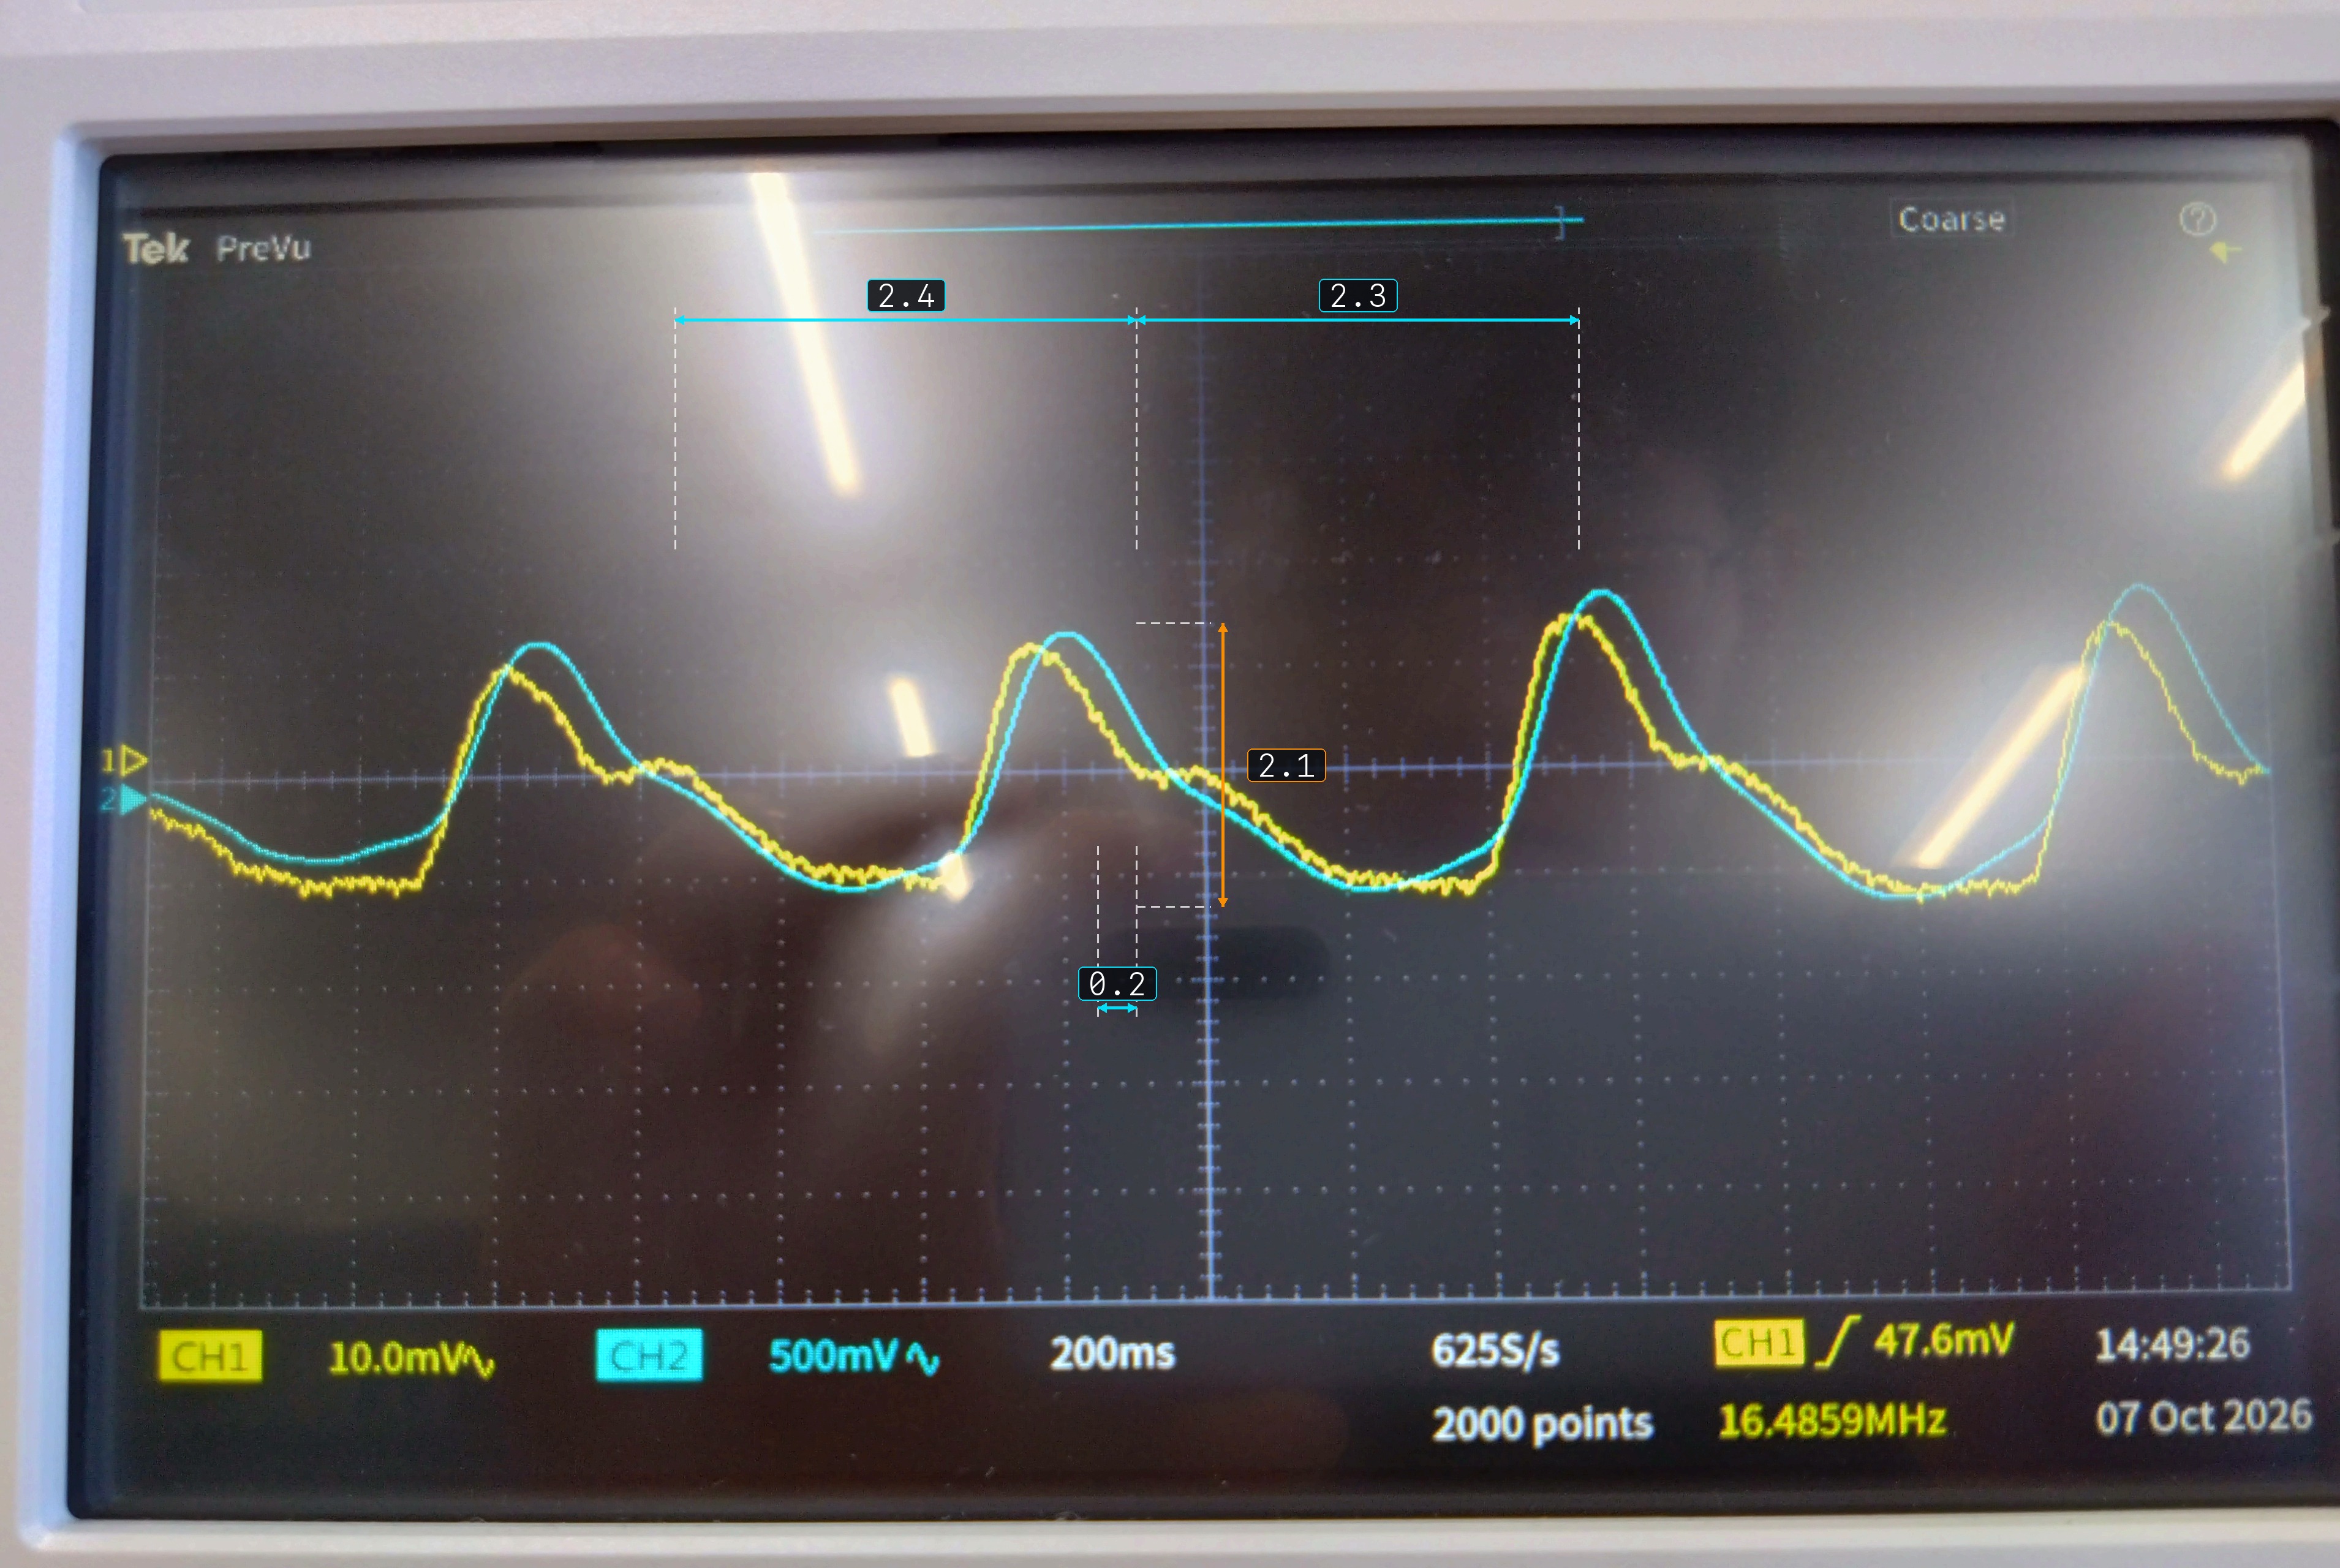 Tek PreVu Coarse ?
2.4 2.3
1
2
2.1
0.2
CH1 10.0mV CH2 500mV 200ms 625S/s CH1 47.6mV 14:49:26
2000 points 16.4859MHz 07 Oct 2026